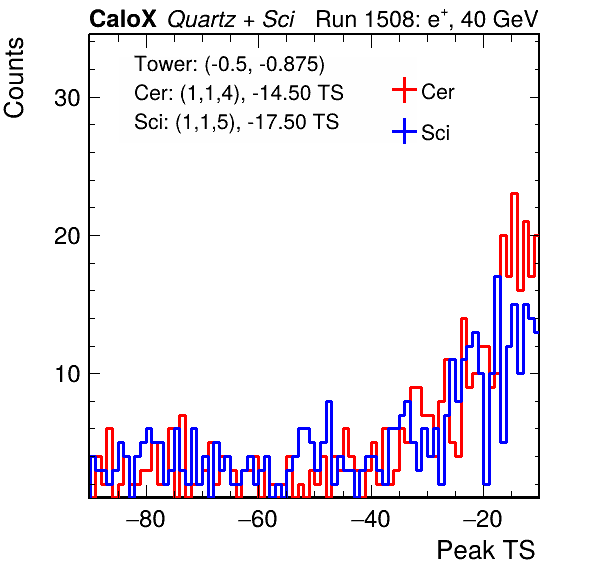 CaloX Quartz + Sci Run 1508: e+, 40 GeV
Counts
Tower: (-0.5, -0.875)
Cer: (1,1,4), -14.50 TS
Sci: (1,1,5), -17.50 TS
Cer
Sci
30
20
10
−80 −60 −40 −20
Peak TS